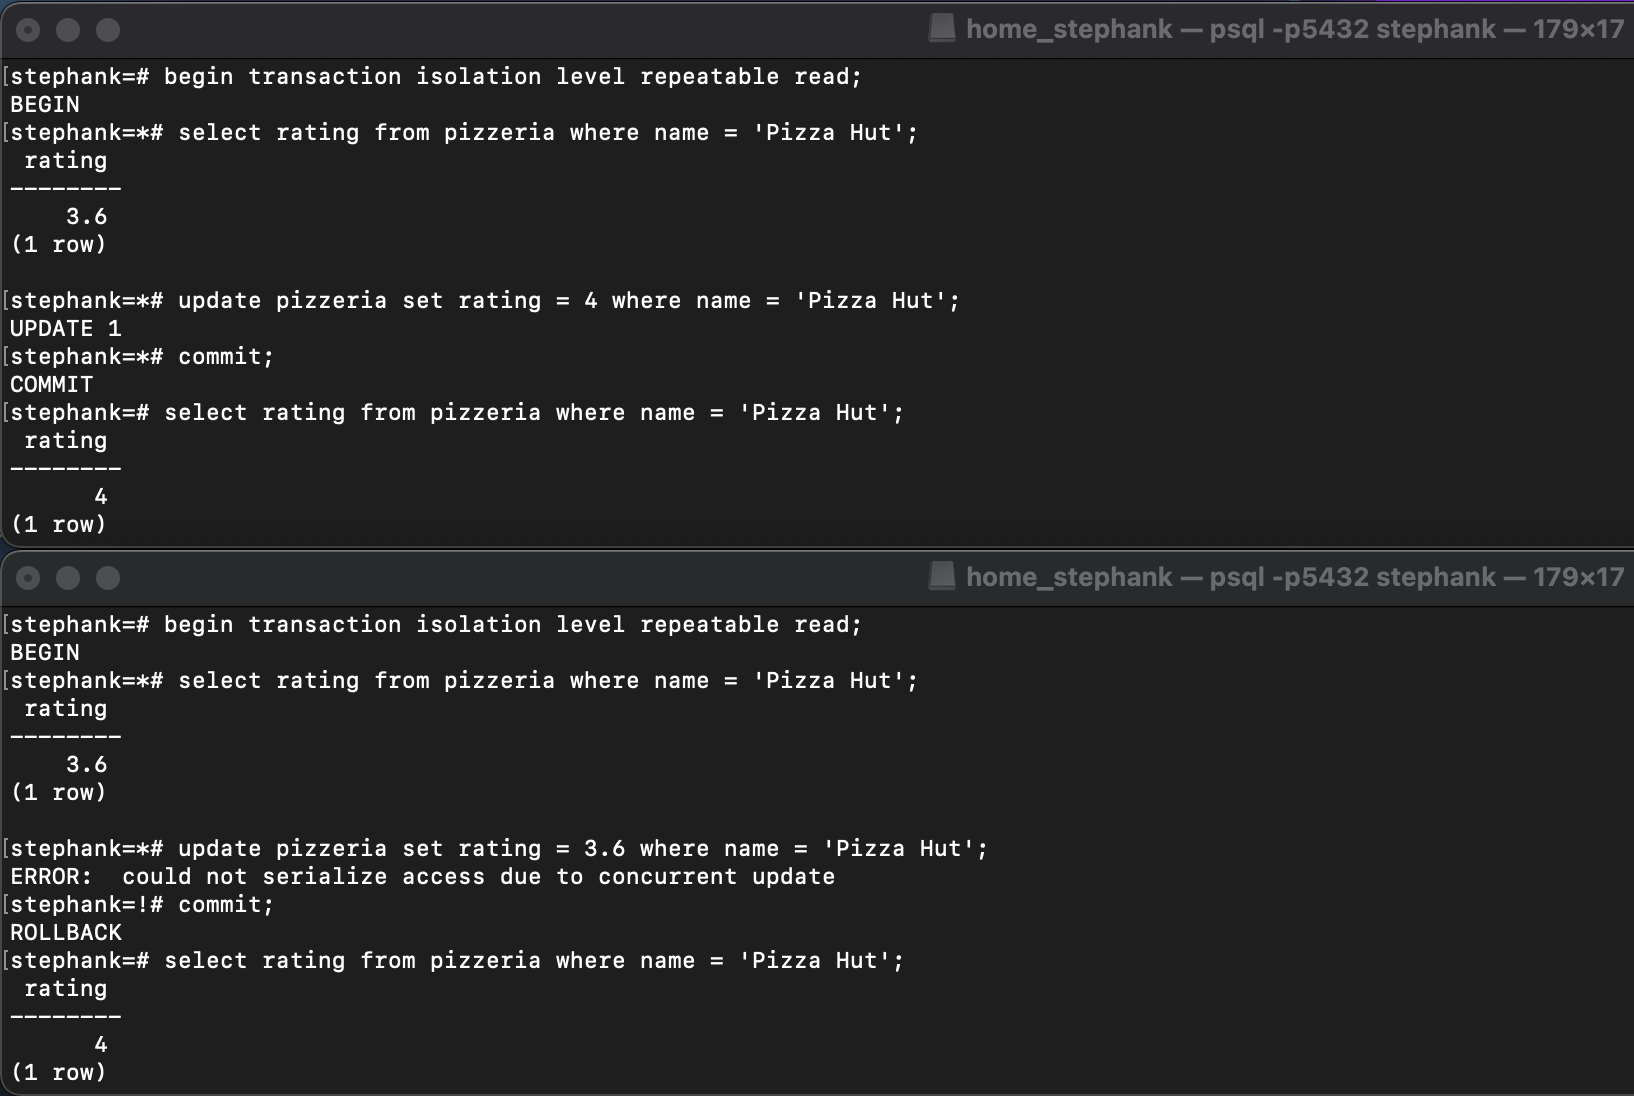 home_stephank — psql -p5432 stephank — 179×17
[stephank=# begin transaction isolation level repeatable read;
BEGIN
[stephank=*# select rating from pizzeria where name = 'Pizza Hut';
 rating
--------
    3.6
(1 row)

[stephank=*# update pizzeria set rating = 4 where name = 'Pizza Hut';
UPDATE 1
[stephank=*# commit;
COMMIT
[stephank=# select rating from pizzeria where name = 'Pizza Hut';
 rating
--------
      4
(1 row)
home_stephank — psql -p5432 stephank — 179×17
[stephank=# begin transaction isolation level repeatable read;
BEGIN
[stephank=*# select rating from pizzeria where name = 'Pizza Hut';
 rating
--------
    3.6
(1 row)

[stephank=*# update pizzeria set rating = 3.6 where name = 'Pizza Hut';
ERROR:  could not serialize access due to concurrent update
[stephank=!# commit;
ROLLBACK
[stephank=# select rating from pizzeria where name = 'Pizza Hut';
 rating
--------
      4
(1 row)